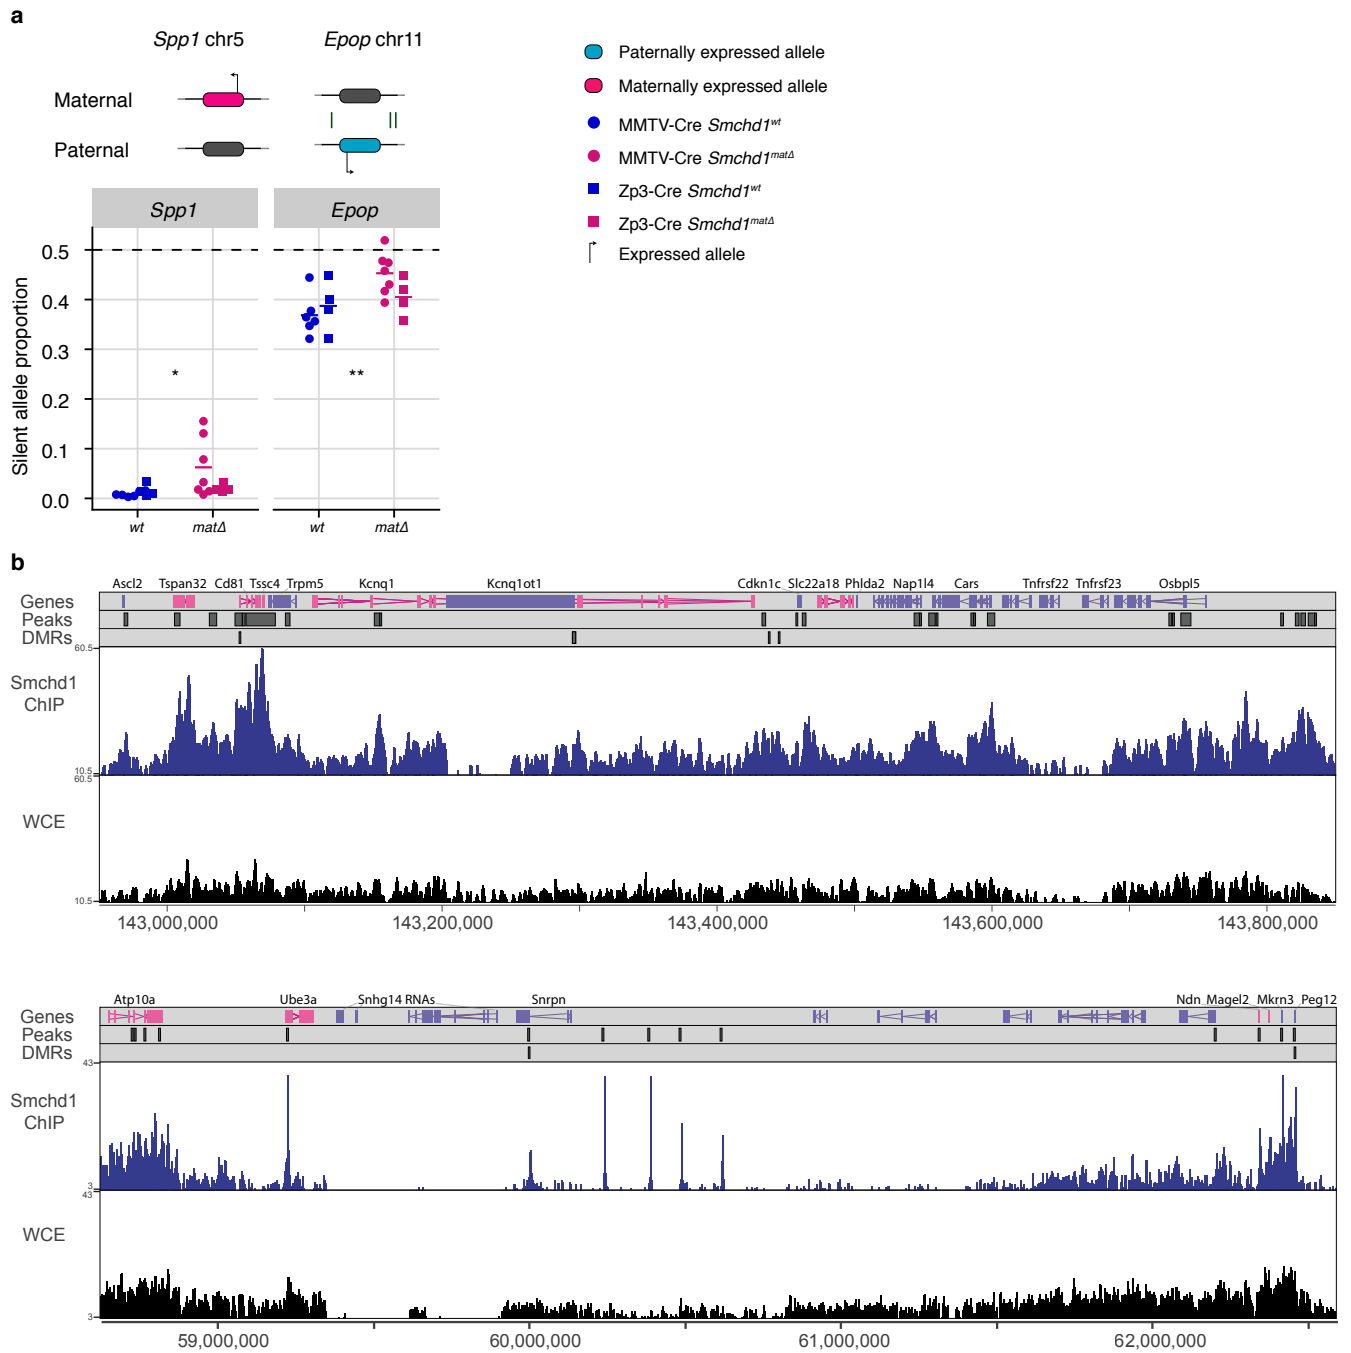 a
Spp1 chr5
Epop chr11
Maternal
Paternal
Paternally expressed allele
Maternally expressed allele
MMTV-Cre Smchd1wt
MMTV-Cre Smchd1matΔ
Zp3-Cre Smchd1wt
Zp3-Cre Smchd1matΔ
Expressed allele
Spp1
Epop
Silent allele proportion
0.5
0.4
0.3
0.2
0.1
0.0
*
**
wt
matΔ
wt
matΔ
b
Ascl2 Tspan32 Cd81 Tssc4 Trpm5 Kcnq1 Kcnq1ot1 Cdkn1c Slc22a18 Phlda2 Nap1l4 Cars Tnfrsf22 Tnfrsf23 Osbpl5
Genes
Peaks
DMRs
60.5
Smchd1
ChIP
10.5
60.5
WCE
10.5
143,000,000 143,200,000 143,400,000 143,600,000 143,800,000
Atp10a Ube3a Snhg14 RNAs Snrpn Ndn Magel2 Mkrn3 Peg12
Genes
Peaks
DMRs
43
Smchd1
ChIP
3
43
WCE
3
59,000,000 60,000,000 61,000,000 62,000,000